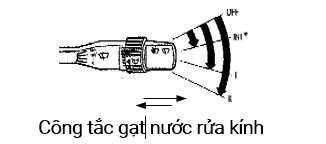 OFF
INT *
I
II
Công tắc gạt nước rửa kính